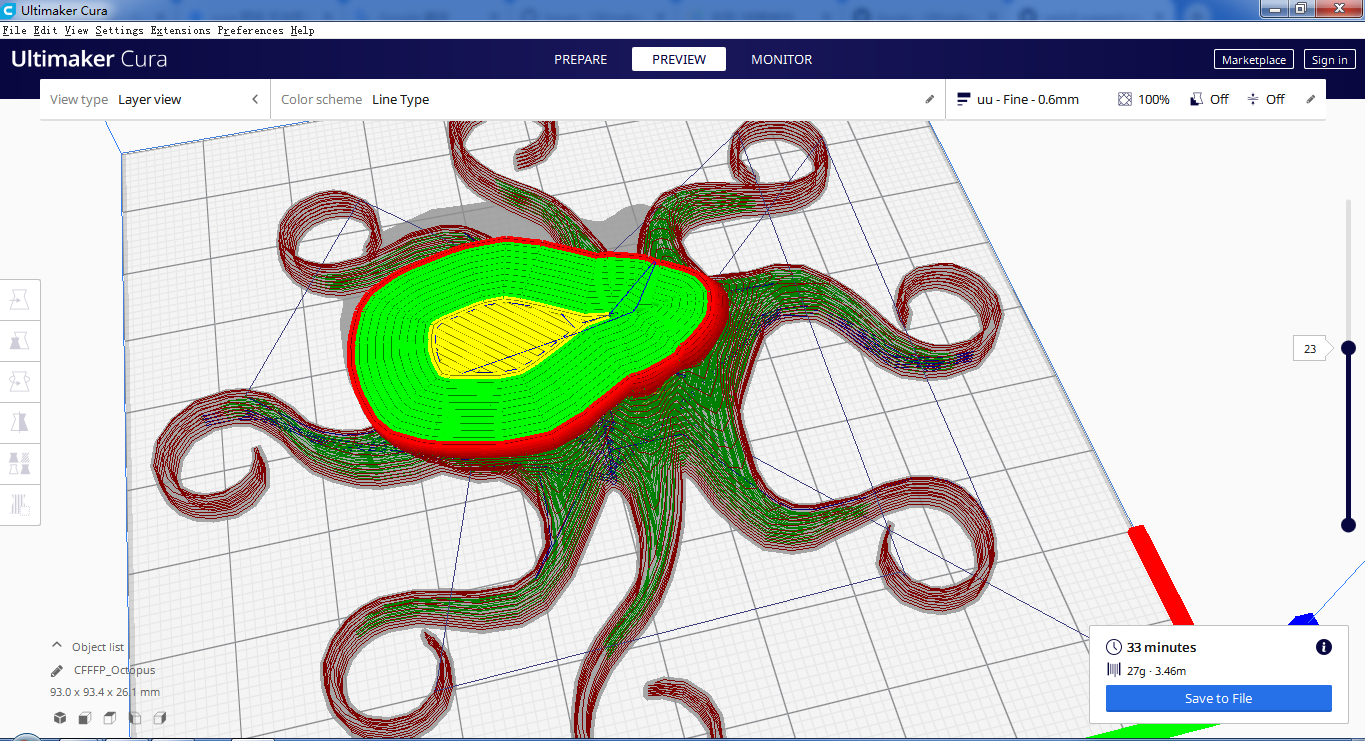 Ultimaker Cura
File Edit View Settings Extensions Preferences Help
Ultimaker Cura PREPARE PREVIEW MONITOR Marketplace Sign in
View type Layer view Color scheme Line Type uu - Fine - 0.6mm 100% Off Off
23
33 minutes
27g · 3.46m
Save to File
Object list
CFFFP_Octopus
93.0 x 93.4 x 26.1 mm